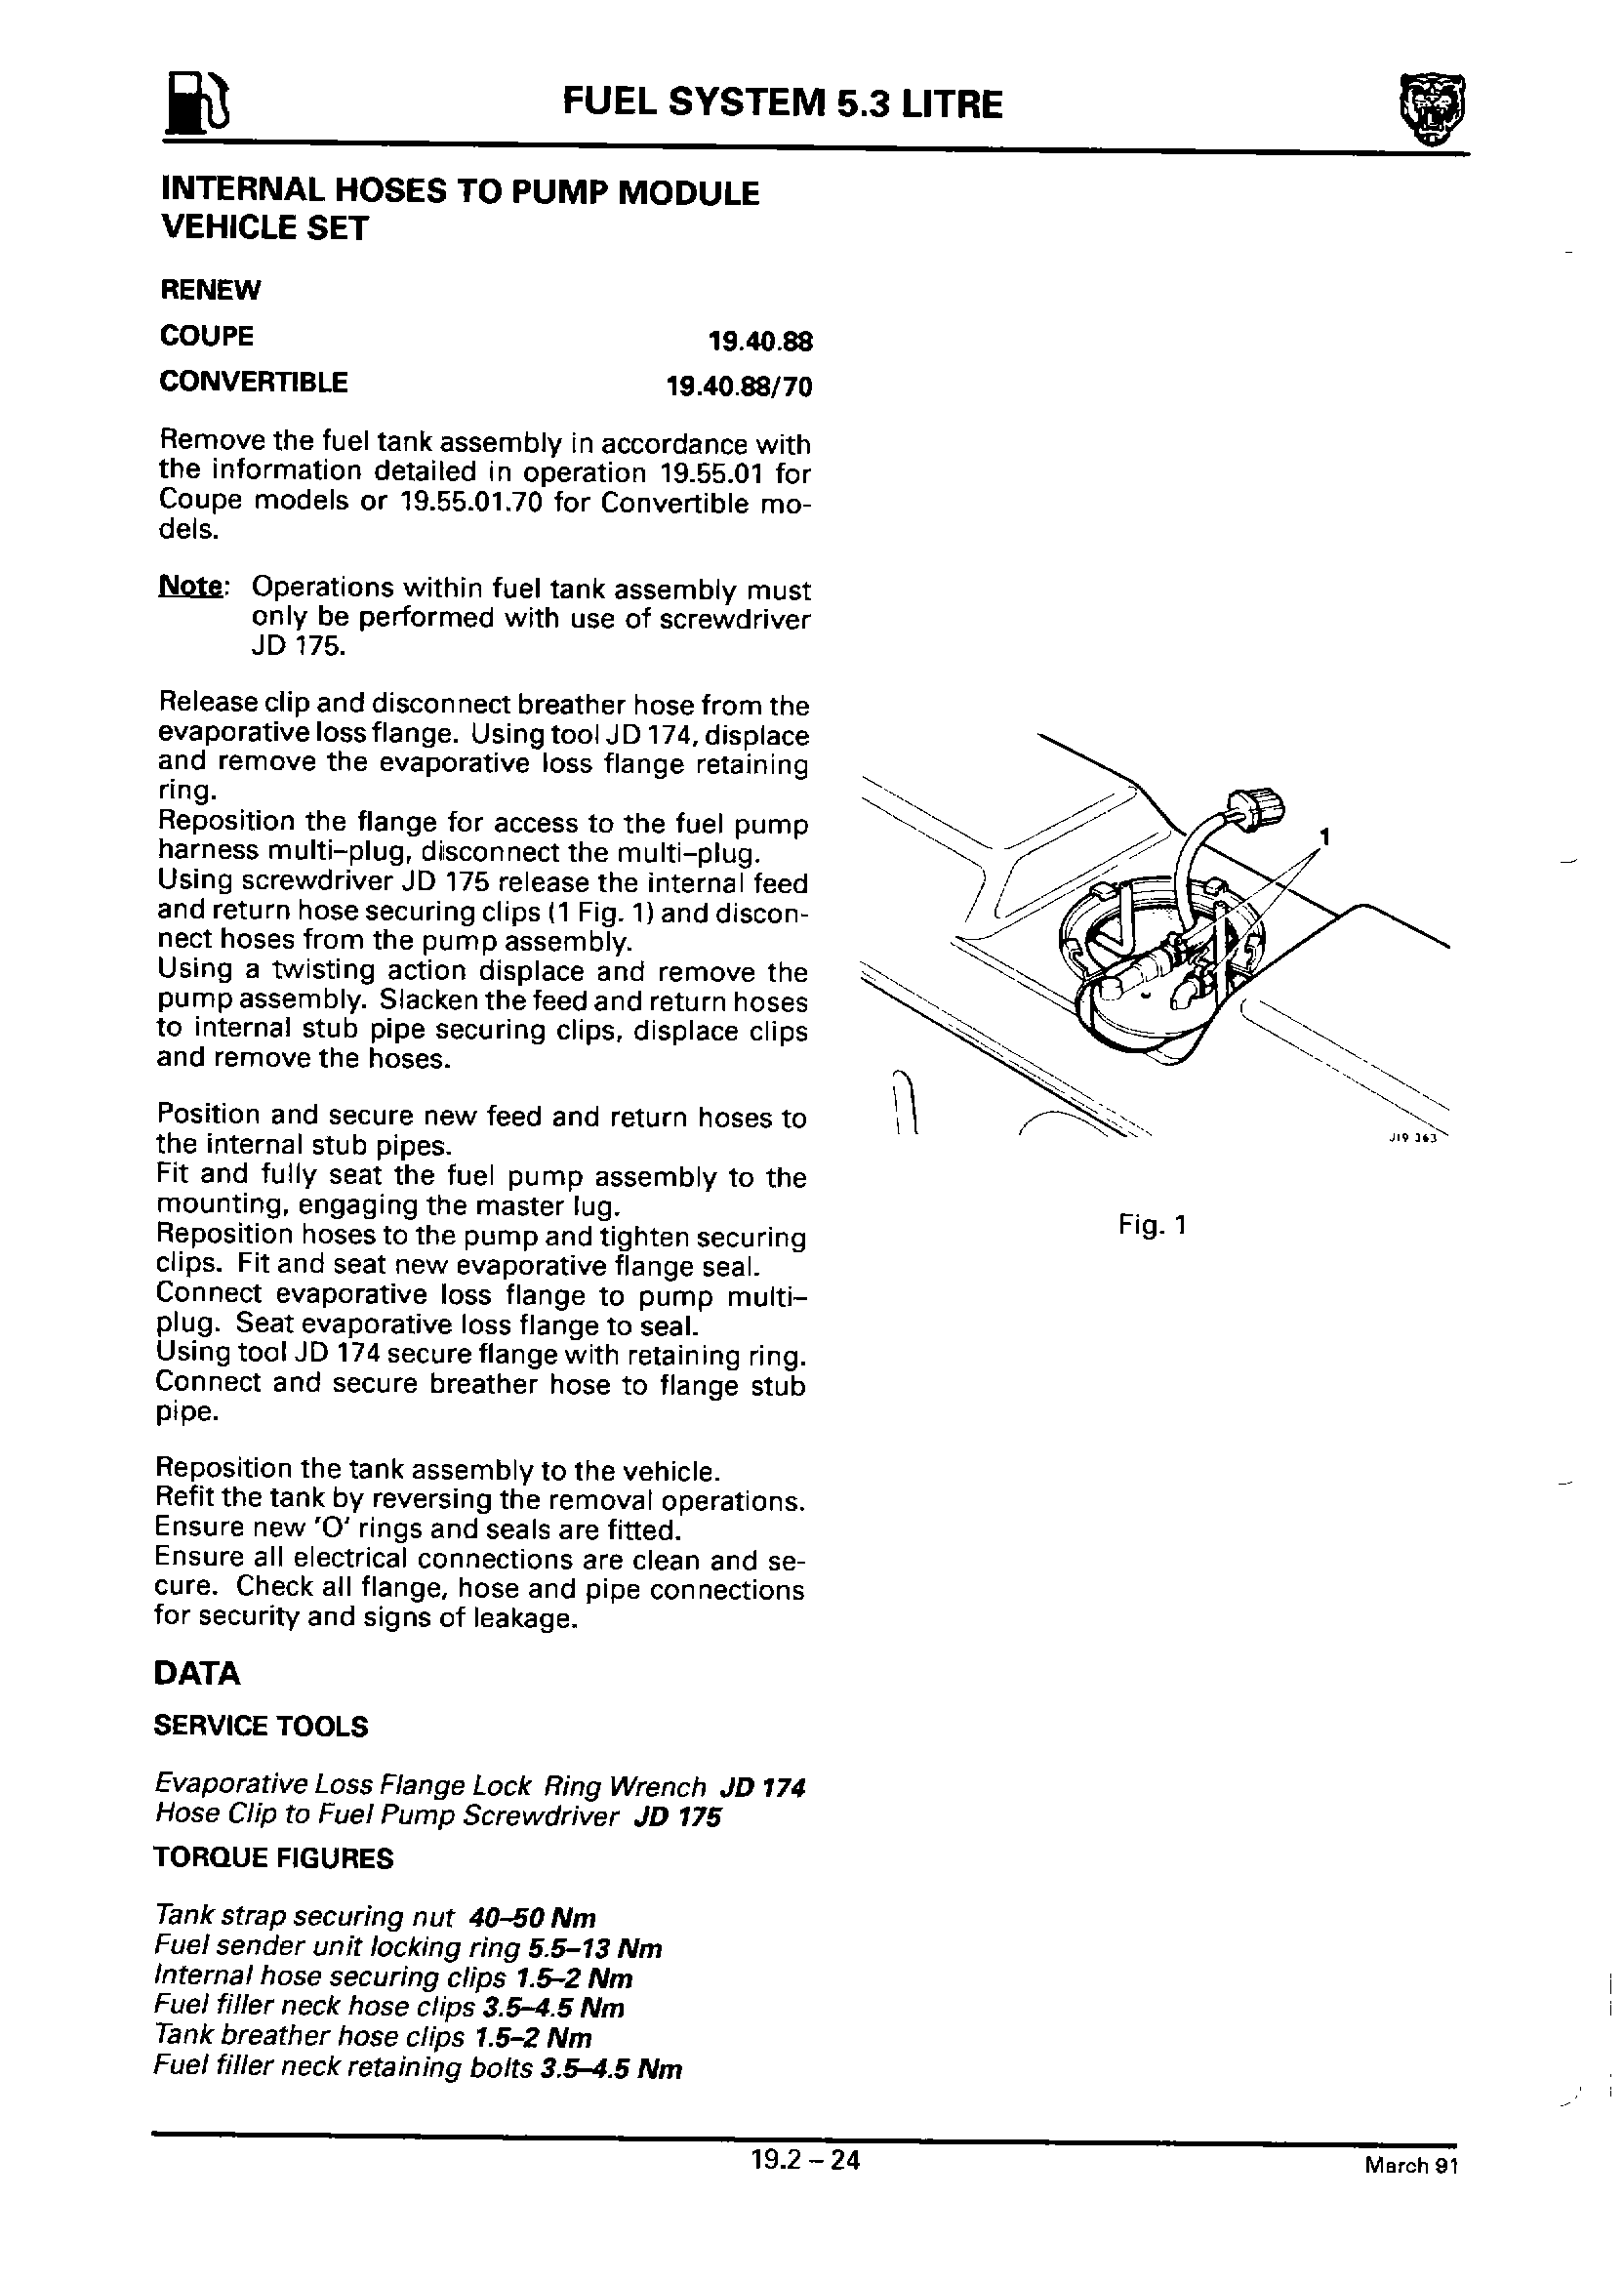 FUEL SYSTEM 5.3 LITRE
INTERNAL HOSES TO PUMP MODULE
VEHICLE SET
RENEW
COUPE 19.40.88
CONVERTIBLE 19.40.88/70
Remove the fuel tank assembly in accordance with
the information detailed in operation 19.55.01 for
Coupe models or 19.55.01.70 for Convertible mo-
dels.
Note: Operations within fuel tank assembly must
only be performed with use of screwdriver
JD 175.
Release clip and disconnect breather hose from the
evaporative loss flange. Using tool JD 174, displace
and remove the evaporative loss flange retaining
ring.
Reposition the flange for access to the fuel pump
harness multi-plug, disconnect the multi-plug.
Using screwdriver JD 175 release the internal feed
and return hose securing clips (1 Fig. 1) and discon-
nect hoses from the pump assembly.
Using a twisting action displace and remove the
pump assembly. Slacken the feed and return hoses
to internal stub pipe securing clips, displace clips
and remove the hoses.
Position and secure new feed and return hoses to
the internal stub pipes.
Fit and fully seat the fuel pump assembly to the
mounting, engaging the master lug.
Reposition hoses to the pump and tighten securing
clips. Fit and seat new evaporative flange seal.
Connect evaporative loss flange to pump multi-
plug. Seat evaporative loss flange to seal.
Using tool JD 174 secure flange with retaining ring.
Connect and secure breather hose to flange stub
pipe.
Reposition the tank assembly to the vehicle.
Refit the tank by reversing the removal operations.
Ensure new 'O' rings and seals are fitted.
Ensure all electrical connections are clean and se-
cure. Check all flange, hose and pipe connections
for security and signs of leakage.
DATA
SERVICE TOOLS
Evaporative Loss Flange Lock Ring Wrench JD 174
Hose Clip to Fuel Pump Screwdriver JD 175
TORQUE FIGURES
Tank strap securing nut 40–50 Nm
Fuel sender unit locking ring 5.5–13 Nm
Internal hose securing clips 1.5–2 Nm
Fuel filler neck hose clips 3.5–4.5 Nm
Tank breather hose clips 1.5–2 Nm
Fuel filler neck retaining bolts 3.5–4.5 Nm
1
J19 363
Fig. 1
19.2 – 24
March 91